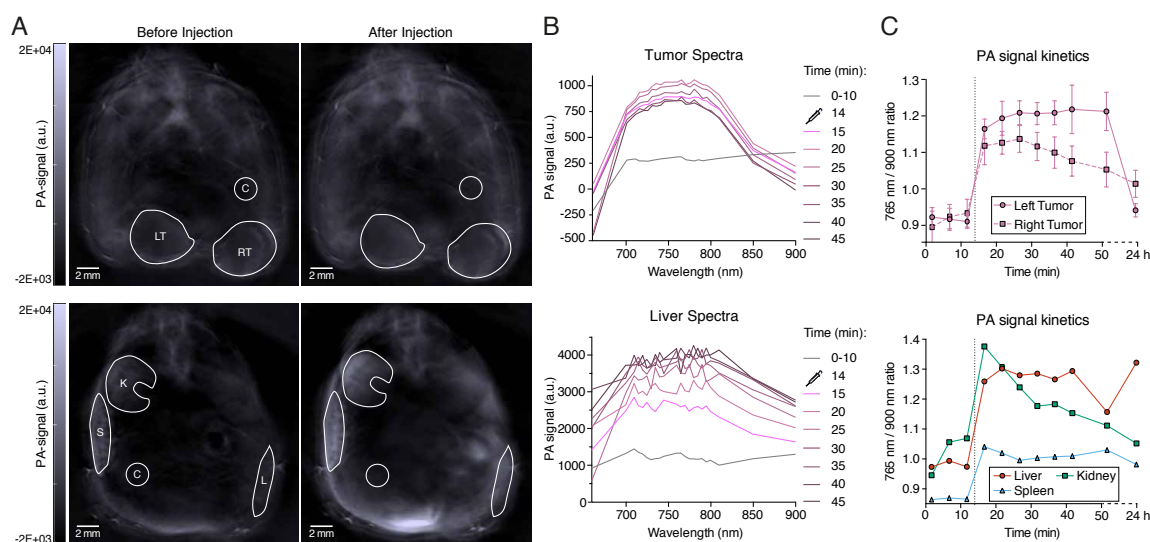 A
Before Injection
After Injection
2E+04
PA-signal (a.u.)
-2E+03
C
LT
RT
2 mm
2 mm
2E+04
PA-signal (a.u.)
-2E+03
K
S
C
L
2 mm
2 mm
B
Tumor Spectra
PA signal (a.u.)
1000
750
500
250
0
-250
-500
700 750 800 850 900
Wavelength (nm)
Time (min):
0-10
14
15
20
25
30
35
40
45
Liver Spectra
PA signal (a.u.)
4000
3000
2000
1000
0
700 750 800 850 900
Wavelength (nm)
Time (min):
0-10
14
15
20
25
30
35
40
45
C
PA signal kinetics
765 nm / 900 nm ratio
1.3
1.2
1.1
1.0
0.9
Left Tumor
Right Tumor
0 10 20 30 40 50 24 h
Time (min)
PA signal kinetics
765 nm / 900 nm ratio
1.4
1.3
1.2
1.1
1.0
0.9
Liver Kidney
Spleen
0 10 20 30 40 50 24 h
Time (min)